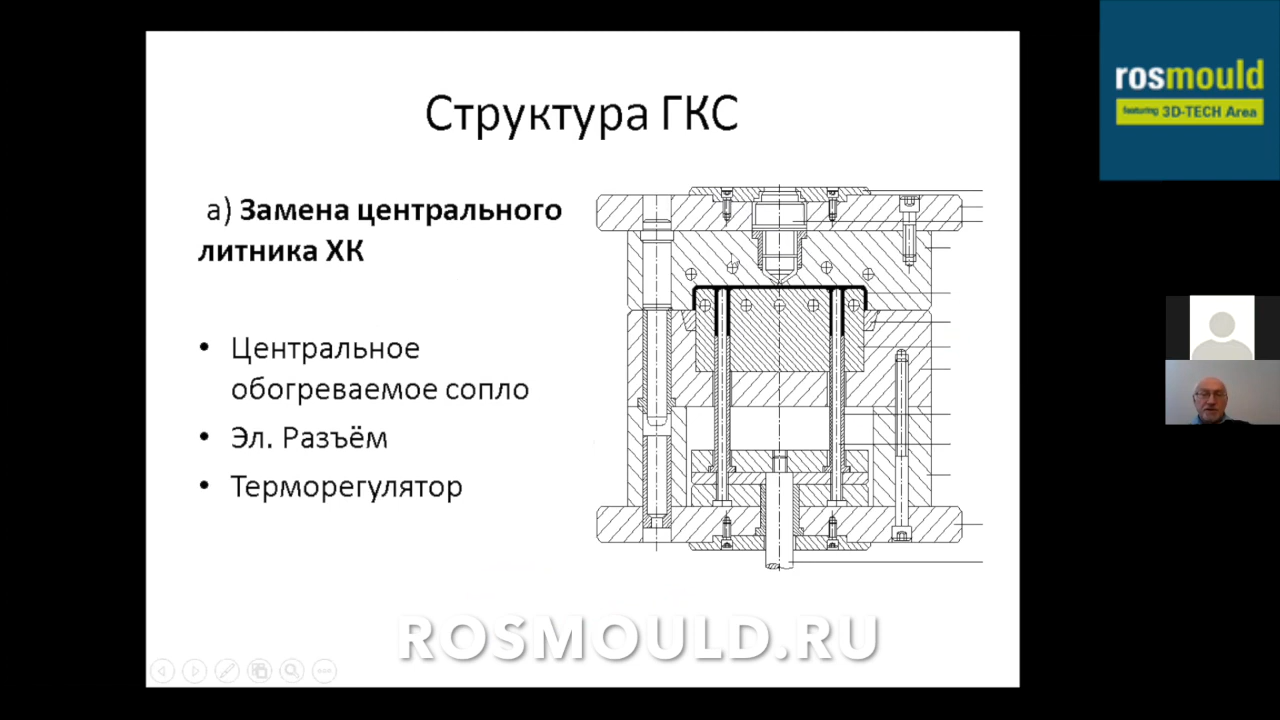 Структура ГКС
а) Замена центрального
литника ХК
• Центральное
обогреваемое сопло
• Эл. Разъём
• Терморегулятор
ROSMOULD.RU
rosmould
featuring 3D-TECH Area